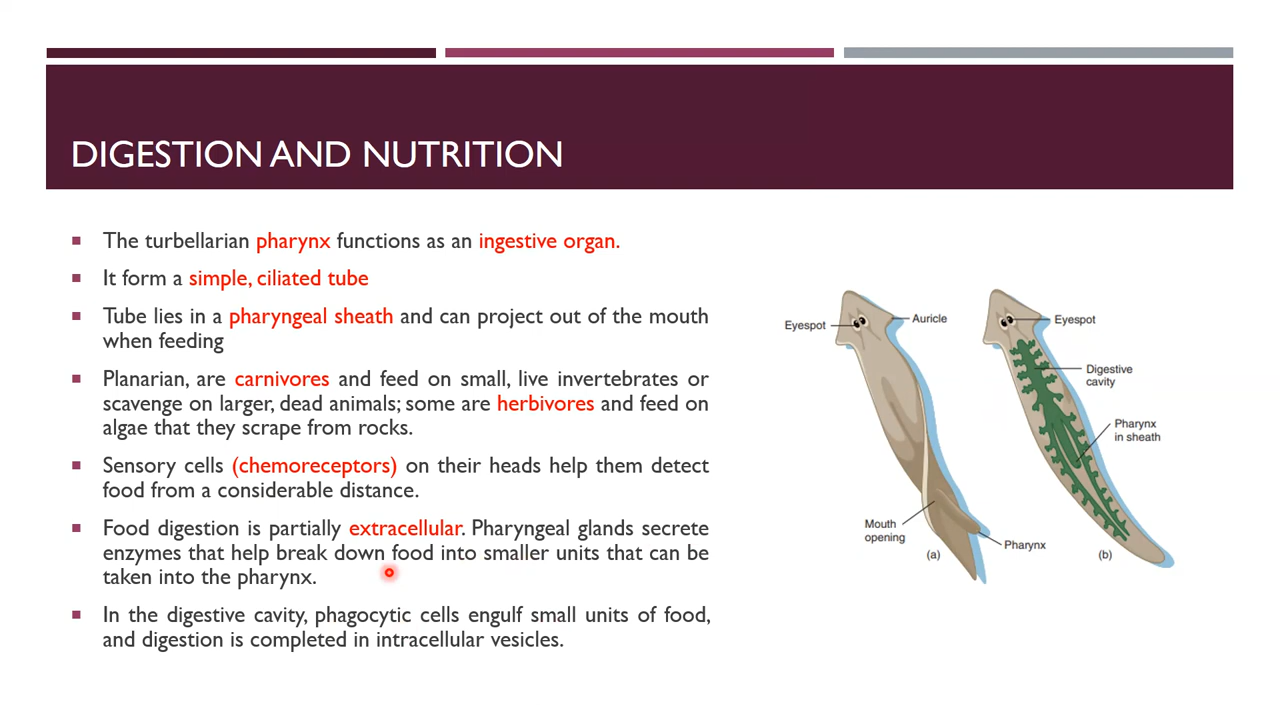 DIGESTION AND NUTRITION
The turbellarian pharynx functions as an ingestive organ.
It form a simple, ciliated tube
Tube lies in a pharyngeal sheath and can project out of the mouth
when feeding
Planarian, are carnivores and feed on small, live invertebrates or
scavenge on larger, dead animals; some are herbivores and feed on
algae that they scrape from rocks.
Sensory cells (chemoreceptors) on their heads help them detect
food from a considerable distance.
Food digestion is partially extracellular. Pharyngeal glands secrete
enzymes that help break down food into smaller units that can be
taken into the pharynx.
In the digestive cavity, phagocytic cells engulf small units of food,
and digestion is completed in intracellular vesicles.
Eyespot
Auricle
Mouth
opening
Pharynx
(a)
Eyespot
Digestive
cavity
Pharynx
in sheath
(b)